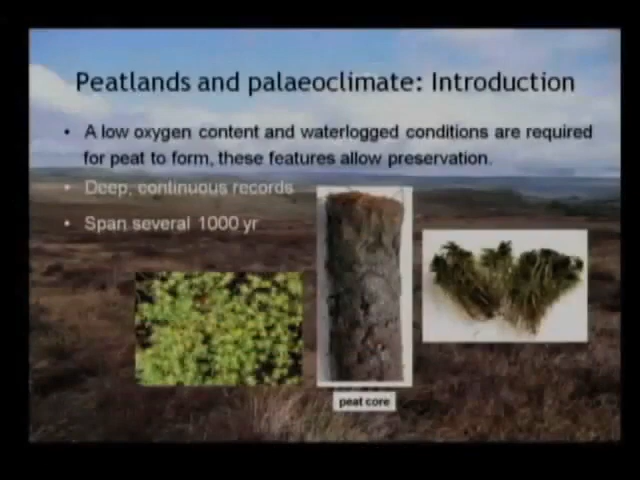 Peatlands and palaeoclimate: Introduction
• A low oxygen content and waterlogged conditions are required
for peat to form, these features allow preservation.
• Deep, continuous records
• Span several 1000 yr
peat core